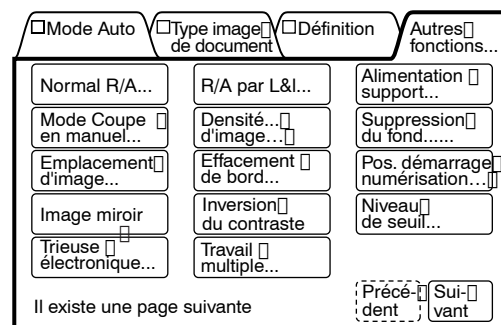 Mode Auto
Type image
de document
Définition
Autres
fonctions...
Normal R/A...
R/A par L&I...
Alimentation
support...
Mode Coupe
en manuel...
Densité...
d'image...
Suppression
du fond......
Emplacement
d'image...
Effacement
de bord...
Pos. démarrage
numérisation...
Image miroir
Inversion
du contraste
Niveau
de seuil...
Trieuse
électronique...
Travail
multiple...
Il existe une page suivante
Précé-
dent
Sui-
vant